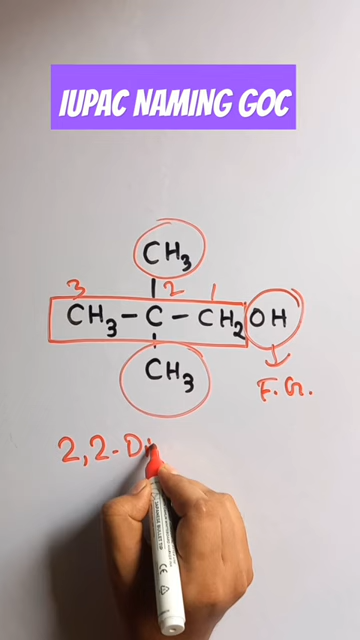 IUPAC NAMING GOC
CH3
3 2 1
CH3 - C - CH2 OH
CH3
F.G.
2,2-Di